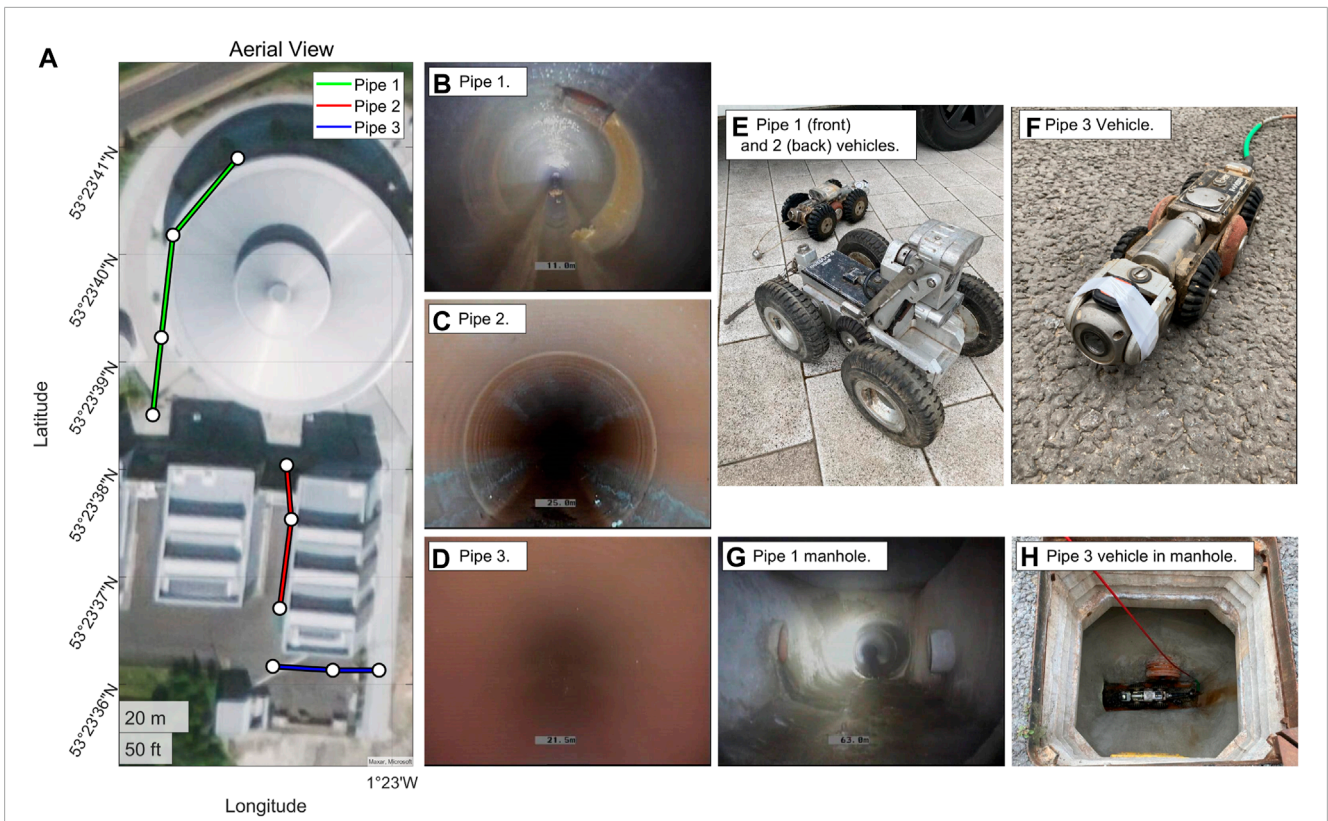 A
Aerial View
Pipe 1
Pipe 2
Pipe 3
53°23'41"N
53°23'40"N
53°23'39"N
53°23'38"N
53°23'37"N
53°23'36"N
Latitude
20 m
50 ft
Maxar, Microsoft
1°23'W
Longitude
B Pipe 1.
11.0m
C Pipe 2.
25.0m
D Pipe 3.
21.5m
E Pipe 1 (front)
and 2 (back) vehicles.
F Pipe 3 Vehicle.
G Pipe 1 manhole.
63.0m
H Pipe 3 vehicle in manhole.